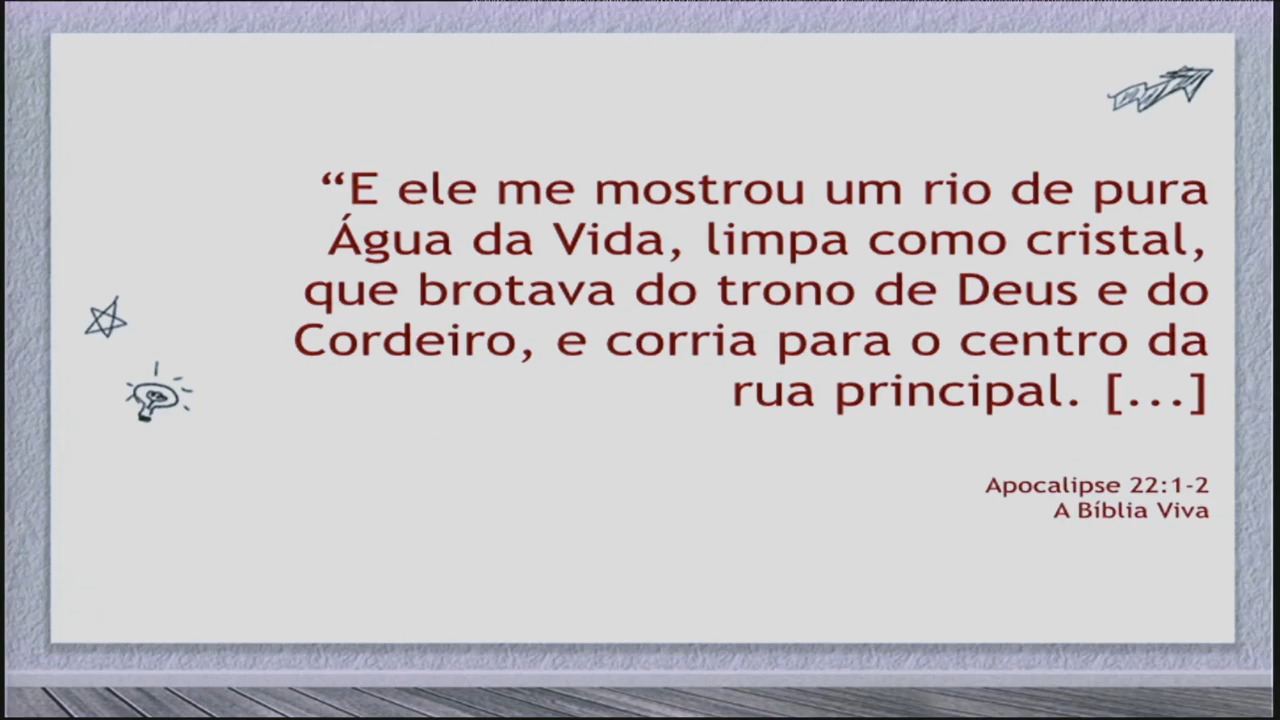 “E ele me mostrou um rio de pura
Água da Vida, limpa como cristal,
que brotava do trono de Deus e do
Cordeiro, e corria para o centro da
rua principal. [...]
Apocalipse 22:1-2
A Bíblia Viva